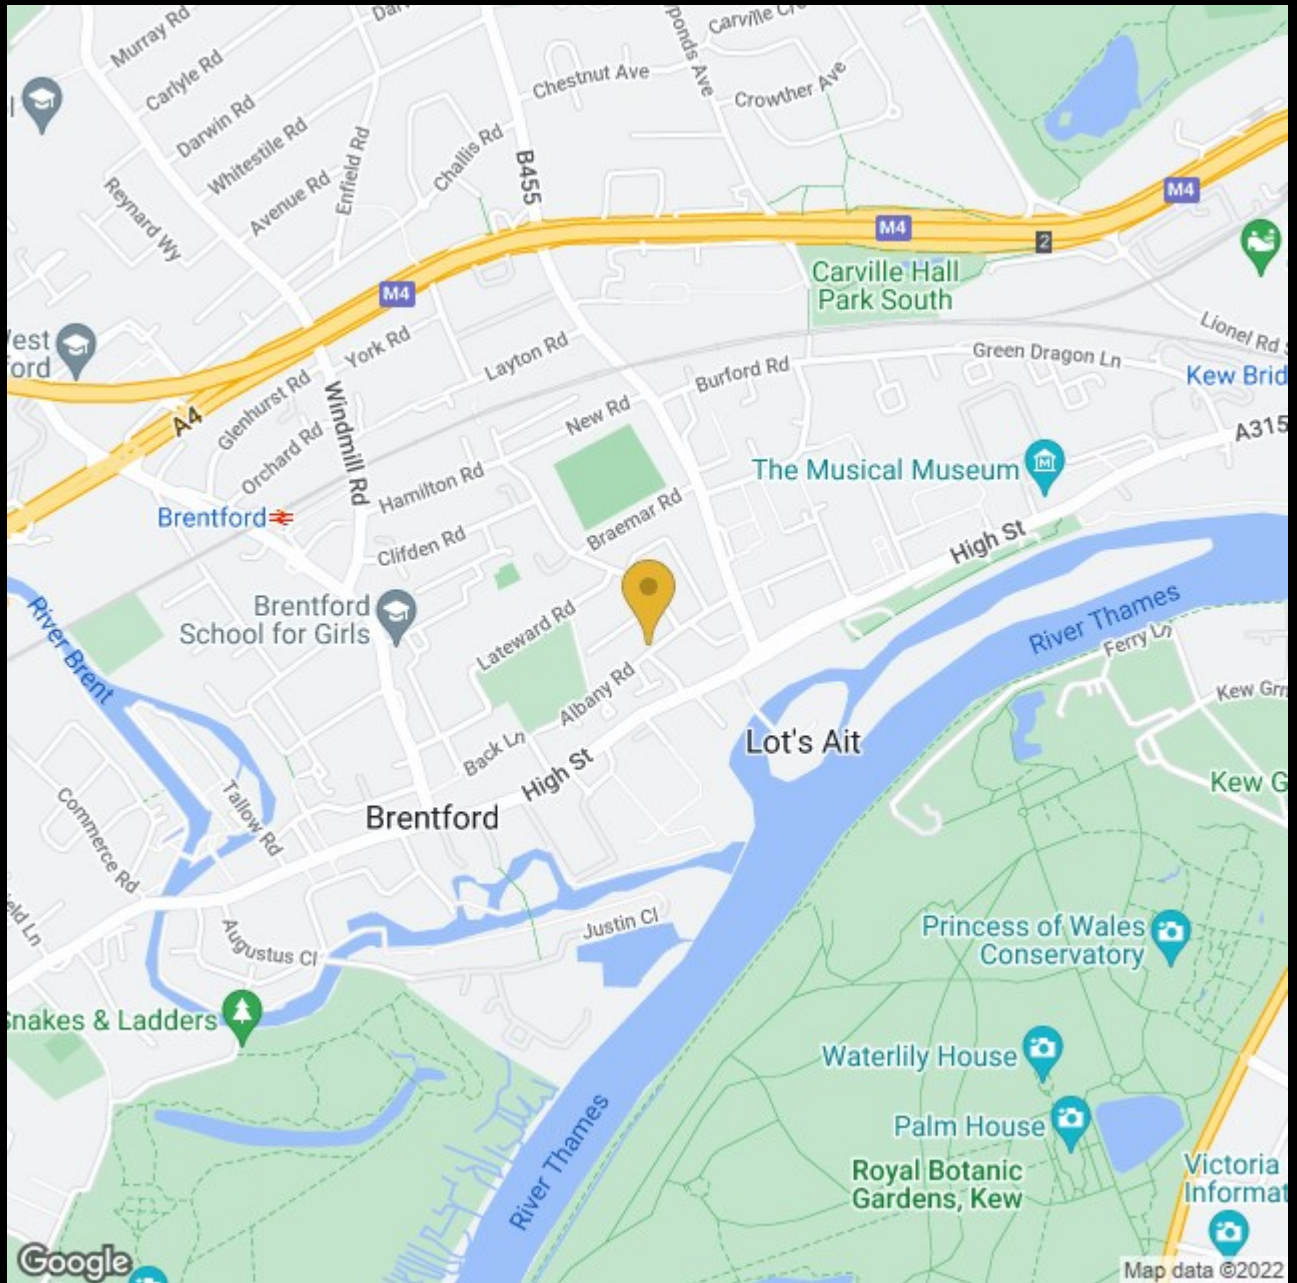 Murray Rd
Carlyle Rd
Darwin Rd
Whitestile Rd
Avenue Rd
Enfield Rd
Challis Rd
Reynard Wy
Chestnut Ave
Carville
Crowther Ave
B455
M4
M4
M4
2
Carville Hall
Park South
Lionel Rd
York Rd
Layton Rd
Burford Rd
Green Dragon Ln
Kew Brid
A315
A4
Glenhurst Rd
Orchard Rd
Windmill Rd
New Rd
Hamilton Rd
The Musical Museum
Brentford
Clifden Rd
Braemar Rd
High St
River Brent
Brentford
School for Girls
Lateward Rd
River Thames
Ferry Ln
Albany Rd
Back Ln
High St
Lot's Ait
Kew G
Tallow Rd
Commerce Rd
Brentford
Augustus Cl
Justin Cl
Princess of Wales
Conservatory
Snakes & Ladders
Waterlily House
Palm House
Royal Botanic
Gardens, Kew
River Thames
Victoria
Informat
Google
Map data ©2022